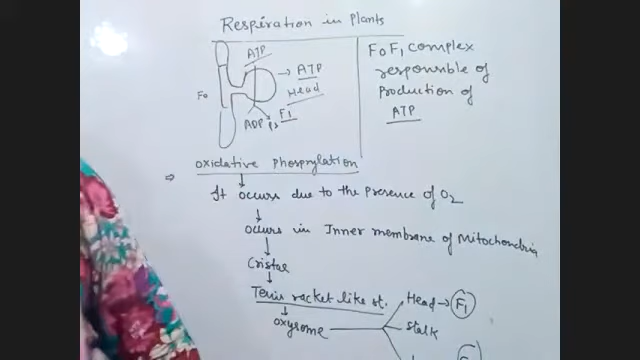 Respiration in plants
ATP
→ ATP
Head
F1
Fo
ADP Pi
FoF1 complex
responsible of
production of
ATP
⇒ oxidative phosprylation
It occurs due to the presence of O2
occurs in Inner membrane of Mitochondria
Cristae
Tenis racket like st.
Head → F1
oxysome
stalk